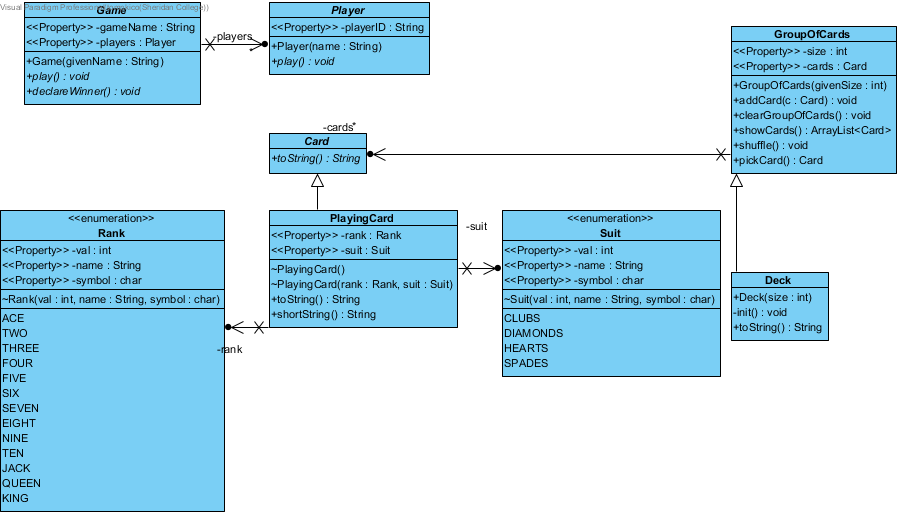 Visual Paradigm Professional(Shendan College))
Game
<<Property>> -gameName : String
<<Property>> -players : Player
+Game(givenName : String)
+play() : void
+declareWinner() : void
-players
Player
<<Property>> -playerID : String
+Player(name : String)
+play() : void
GroupOfCards
<<Property>> -size : int
<<Property>> -cards : Card
+GroupOfCards(givenSize : int)
+addCard(c : Card) : void
+clearGroupOfCards() : void
+showCards() : ArrayList<Card>
+shuffle() : void
+pickCard() : Card
-cards*
Card
+toString() : String
<<enumeration>>
Rank
<<Property>> -val : int
<<Property>> -name : String
<<Property>> -symbol : char
~Rank(val : int, name : String, symbol : char)
ACE
TWO
THREE
FOUR
FIVE
SIX
SEVEN
EIGHT
NINE
TEN
JACK
QUEEN
KING
PlayingCard
<<Property>> -rank : Rank
<<Property>> -suit : Suit
~PlayingCard()
~PlayingCard(rank : Rank, suit : Suit)
+toString() : String
+shortString() : String
-rank
-suit
<<enumeration>>
Suit
<<Property>> -val : int
<<Property>> -name : String
<<Property>> -symbol : char
~Suit(val : int, name : String, symbol : char)
CLUBS
DIAMONDS
HEARTS
SPADES
Deck
+Deck(size : int)
-init() : void
+toString() : String